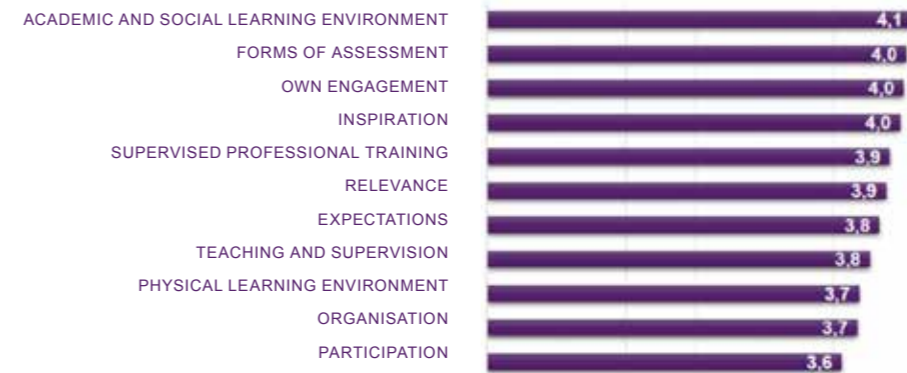 ACADEMIC AND SOCIAL LEARNING ENVIRONMENT 4,1
FORMS OF ASSESSMENT 4,0
OWN ENGAGEMENT 4,0
INSPIRATION 4,0
SUPERVISED PROFESSIONAL TRAINING 3,9
RELEVANCE 3,9
EXPECTATIONS 3,8
TEACHING AND SUPERVISION 3,8
PHYSICAL LEARNING ENVIRONMENT 3,7
ORGANISATION 3,7
PARTICIPATION 3,6